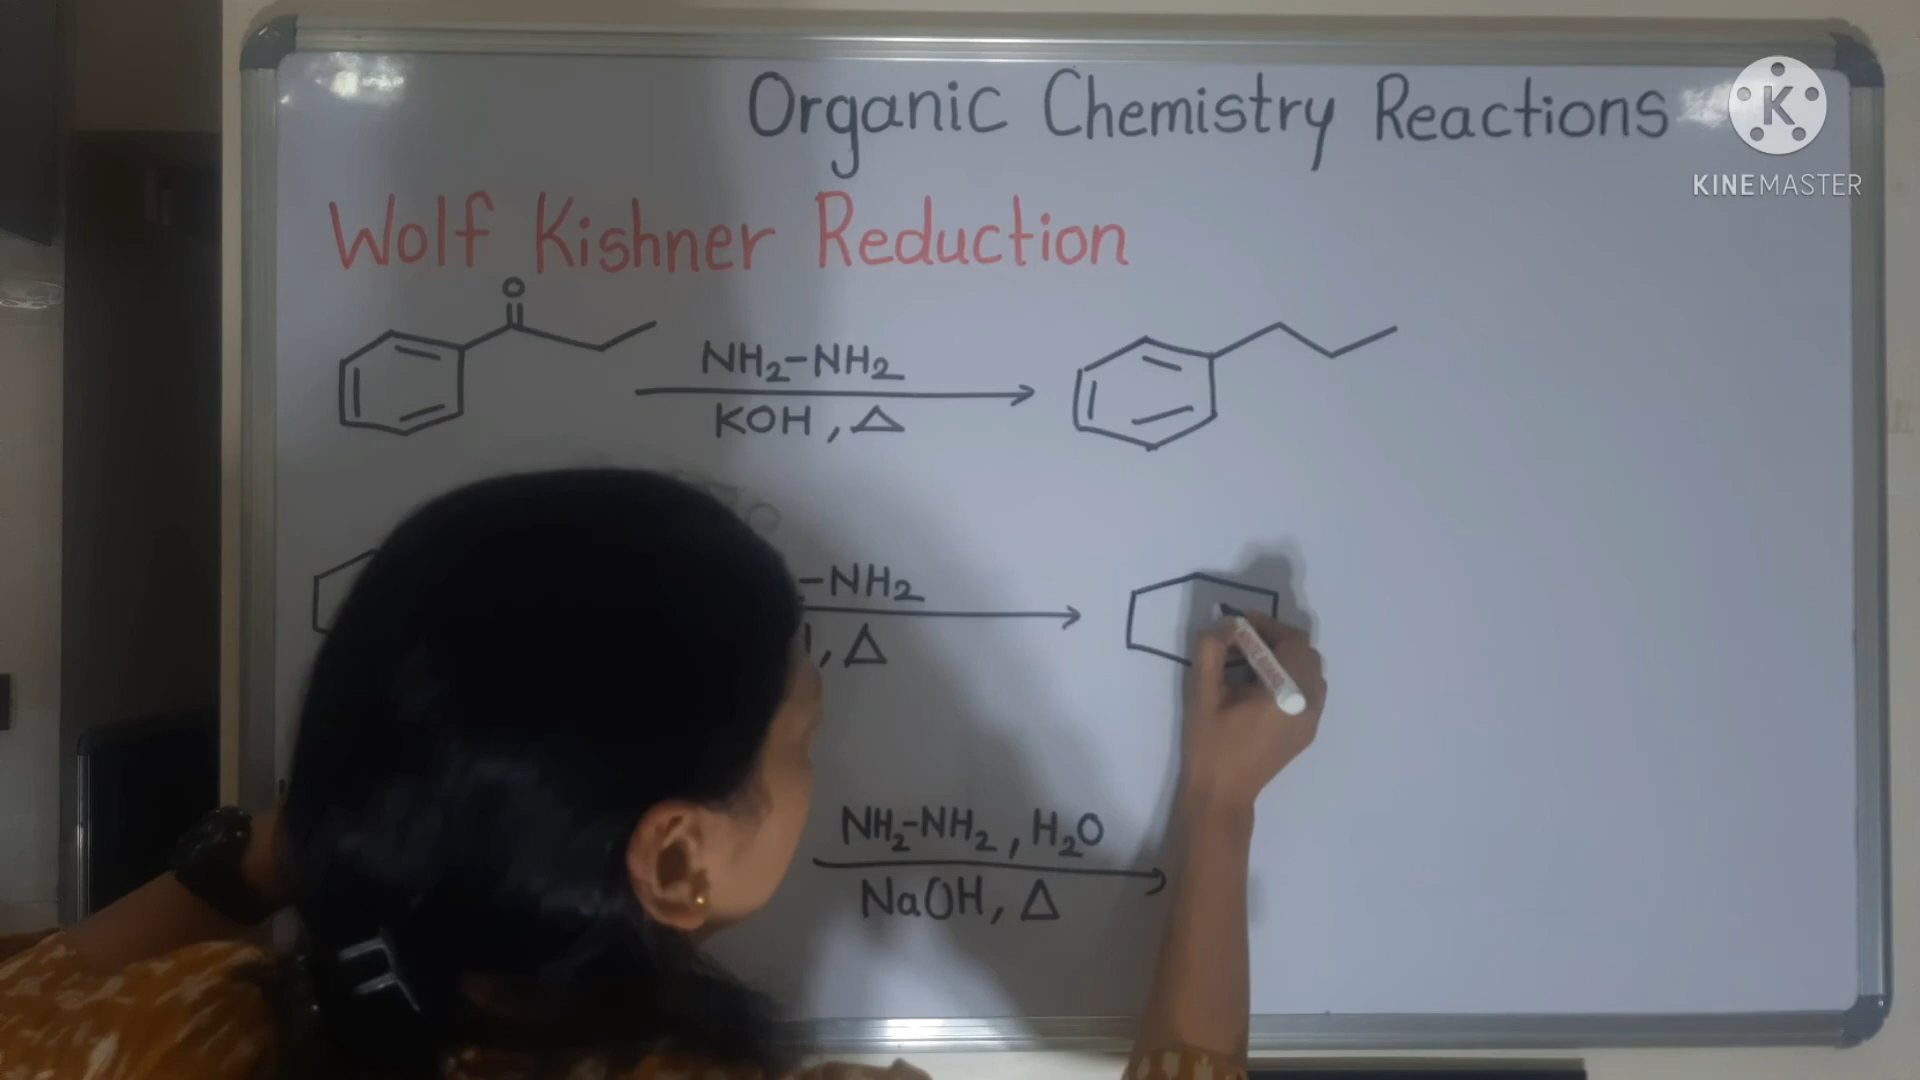 Organic Chemistry Reactions
K
KINEMASTER
Wolf Kishner Reduction
O
NH2-NH2
KOH, Δ
O
-NH2
, Δ
NH2-NH2, H2O
NaOH, Δ